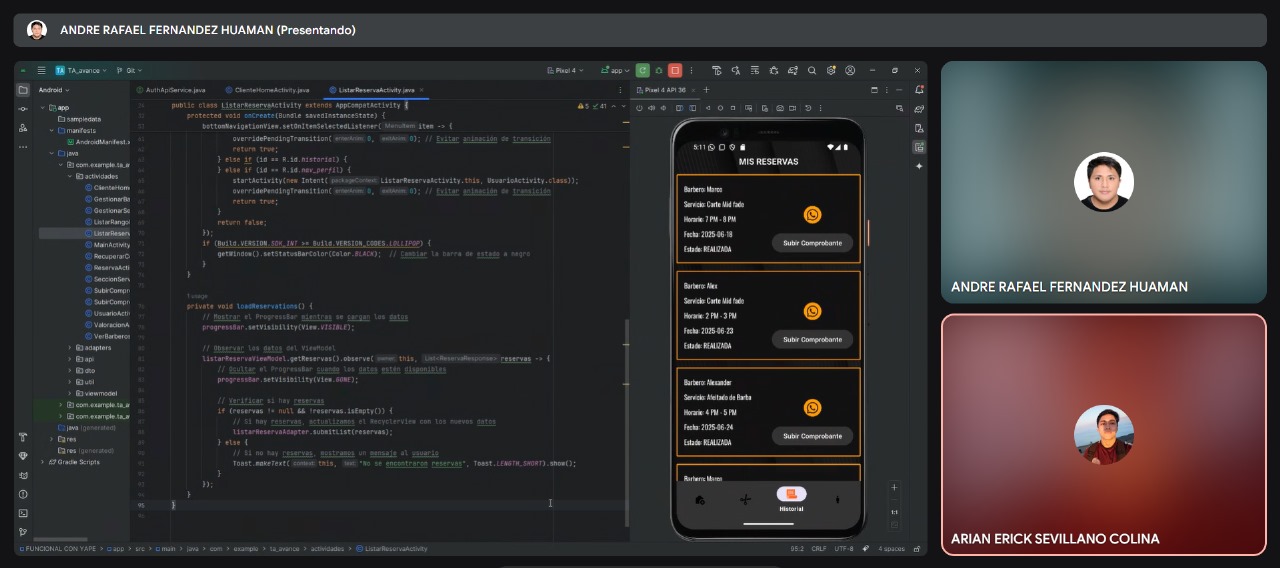 ANDRE RAFAEL FERNANDEZ HUAMAN (Presentando)
TA TA_avance Git Pixel 4 app
Android
AuthApiService.java ClienteHomeActivity.java ListarReservaActivity.java
Pixel 4 API 36
app
sampledata
manifests
AndroidManifest.x
java
com.example.ta_av
actividades
ClienteHom
GestionarBa
GestionarSe
ListarRango
ListarReserv
MainActivity
RecuperarC
ReservaActi
SeccionServ
SubirCompr
SubirCompr
UsuarioActiv
ValoracionA
VerBarberos
adapters
api
dto
util
viewmodel
com.example.ta_av
com.example.ta_av
java (generated)
res
res (generated)
Gradle Scripts
public class ListarReservaActivity extends AppCompatActivity {
5 41
protected void onCreate(Bundle savedInstanceState) {
bottomNavigationView.setOnItemSelectedListener( MenuItem item -> {
overridePendingTransition( enterAnim: 0, exitAnim: 0); // Evitar animación de transición
return true;
} else if (id == R.id.historial) {
} else if (id == R.id.nav_perfil) {
startActivity(new Intent( packageContext: ListarReservaActivity.this, UsuarioActivity.class));
overridePendingTransition( enterAnim: 0, exitAnim: 0); // Evitar animación de transición
return true;
}
return false;
});
if (Build.VERSION.SDK_INT >= Build.VERSION_CODES.LOLLIPOP) {
getWindow().setStatusBarColor(Color.BLACK); // Cambiar la barra de estado a negro
}
}
1 usage
private void loadReservations() {
// Mostrar el ProgressBar mientras se cargan los datos
progressBar.setVisibility(View.VISIBLE);
// Observar los datos del ViewModel
listarReservaViewModel.getReservas().observe( owner: this, List<ReservaResponse> reservas -> {
// Ocultar el ProgressBar cuando los datos estén disponibles
progressBar.setVisibility(View.GONE);
// Verificar si hay reservas
if (reservas != null && !reservas.isEmpty()) {
// Si hay reservas, actualizamos el RecyclerView con los nuevos datos
listarReservaAdapter.submitList(reservas);
} else {
// Si no hay reservas, mostramos un mensaje al usuario
Toast.makeText( context: this, text: "No se encontraron reservas", Toast.LENGTH_SHORT).show();
}
});
}
95 }
96
5:11
MIS RESERVAS
Barbero: Marco
Servicio: Corte Mid fade
Horario: 7 PM - 8 PM
Fecha: 2025-06-18
Estado: REALIZADA
Subir Comprobante
Barbero: Alex
Servicio: Corte Mid fade
Horario: 2 PM - 3 PM
Fecha: 2025-06-23
Estado: REALIZADA
Subir Comprobante
Barbero: Alexander
Servicio: Afeitado de Barba
Horario: 4 PM - 5 PM
Fecha: 2025-06-24
Estado: REALIZADA
Subir Comprobante
Barbero: Marco
Historial
1:1
FUNCIONAL CON YAPE > app > src > main > java > com > example > ta_avance > actividades > ListarReservaActivity
95:2 CRLF UTF-8 4 spaces
ANDRE RAFAEL FERNANDEZ HUAMAN
ARIAN ERICK SEVILLANO COLINA